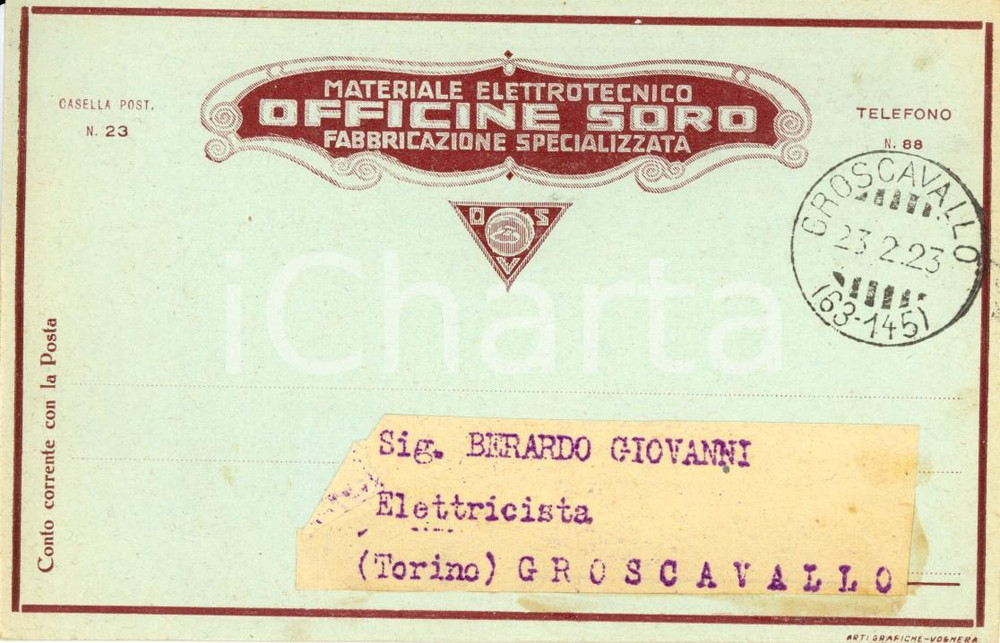 MATERIALE ELETTROTECNICO
OFFICINE SORO
FABBRICAZIONE SPECIALIZZATA
CASELLA POST.
N. 23
TELEFONO
N. 88
O S
V
GROSCAVALLO
23.2.23
(63-145)
iCharta
Conto corrente con la Posta
Sig. BERARDO GIOVANNI
Elettricista
(Torino) GROSCAVALLO
ARTI GRAFICHE-VOGHERA